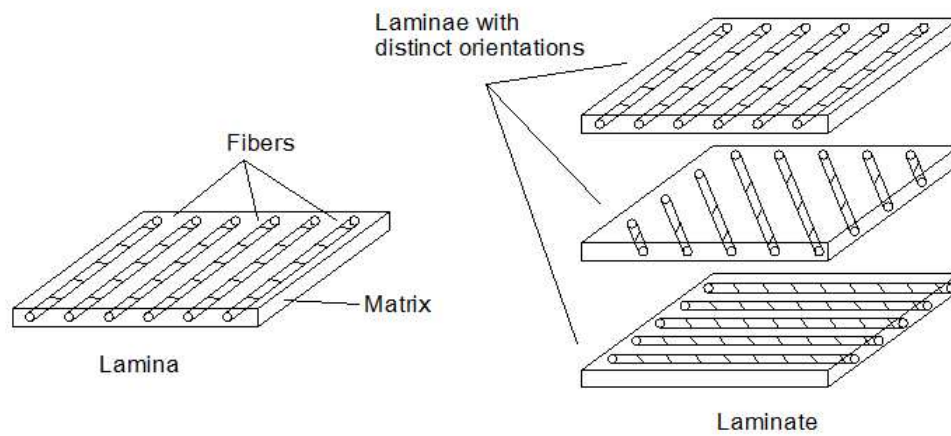 Laminae with
distinct orientations
Fibers
Matrix
Lamina
Laminate